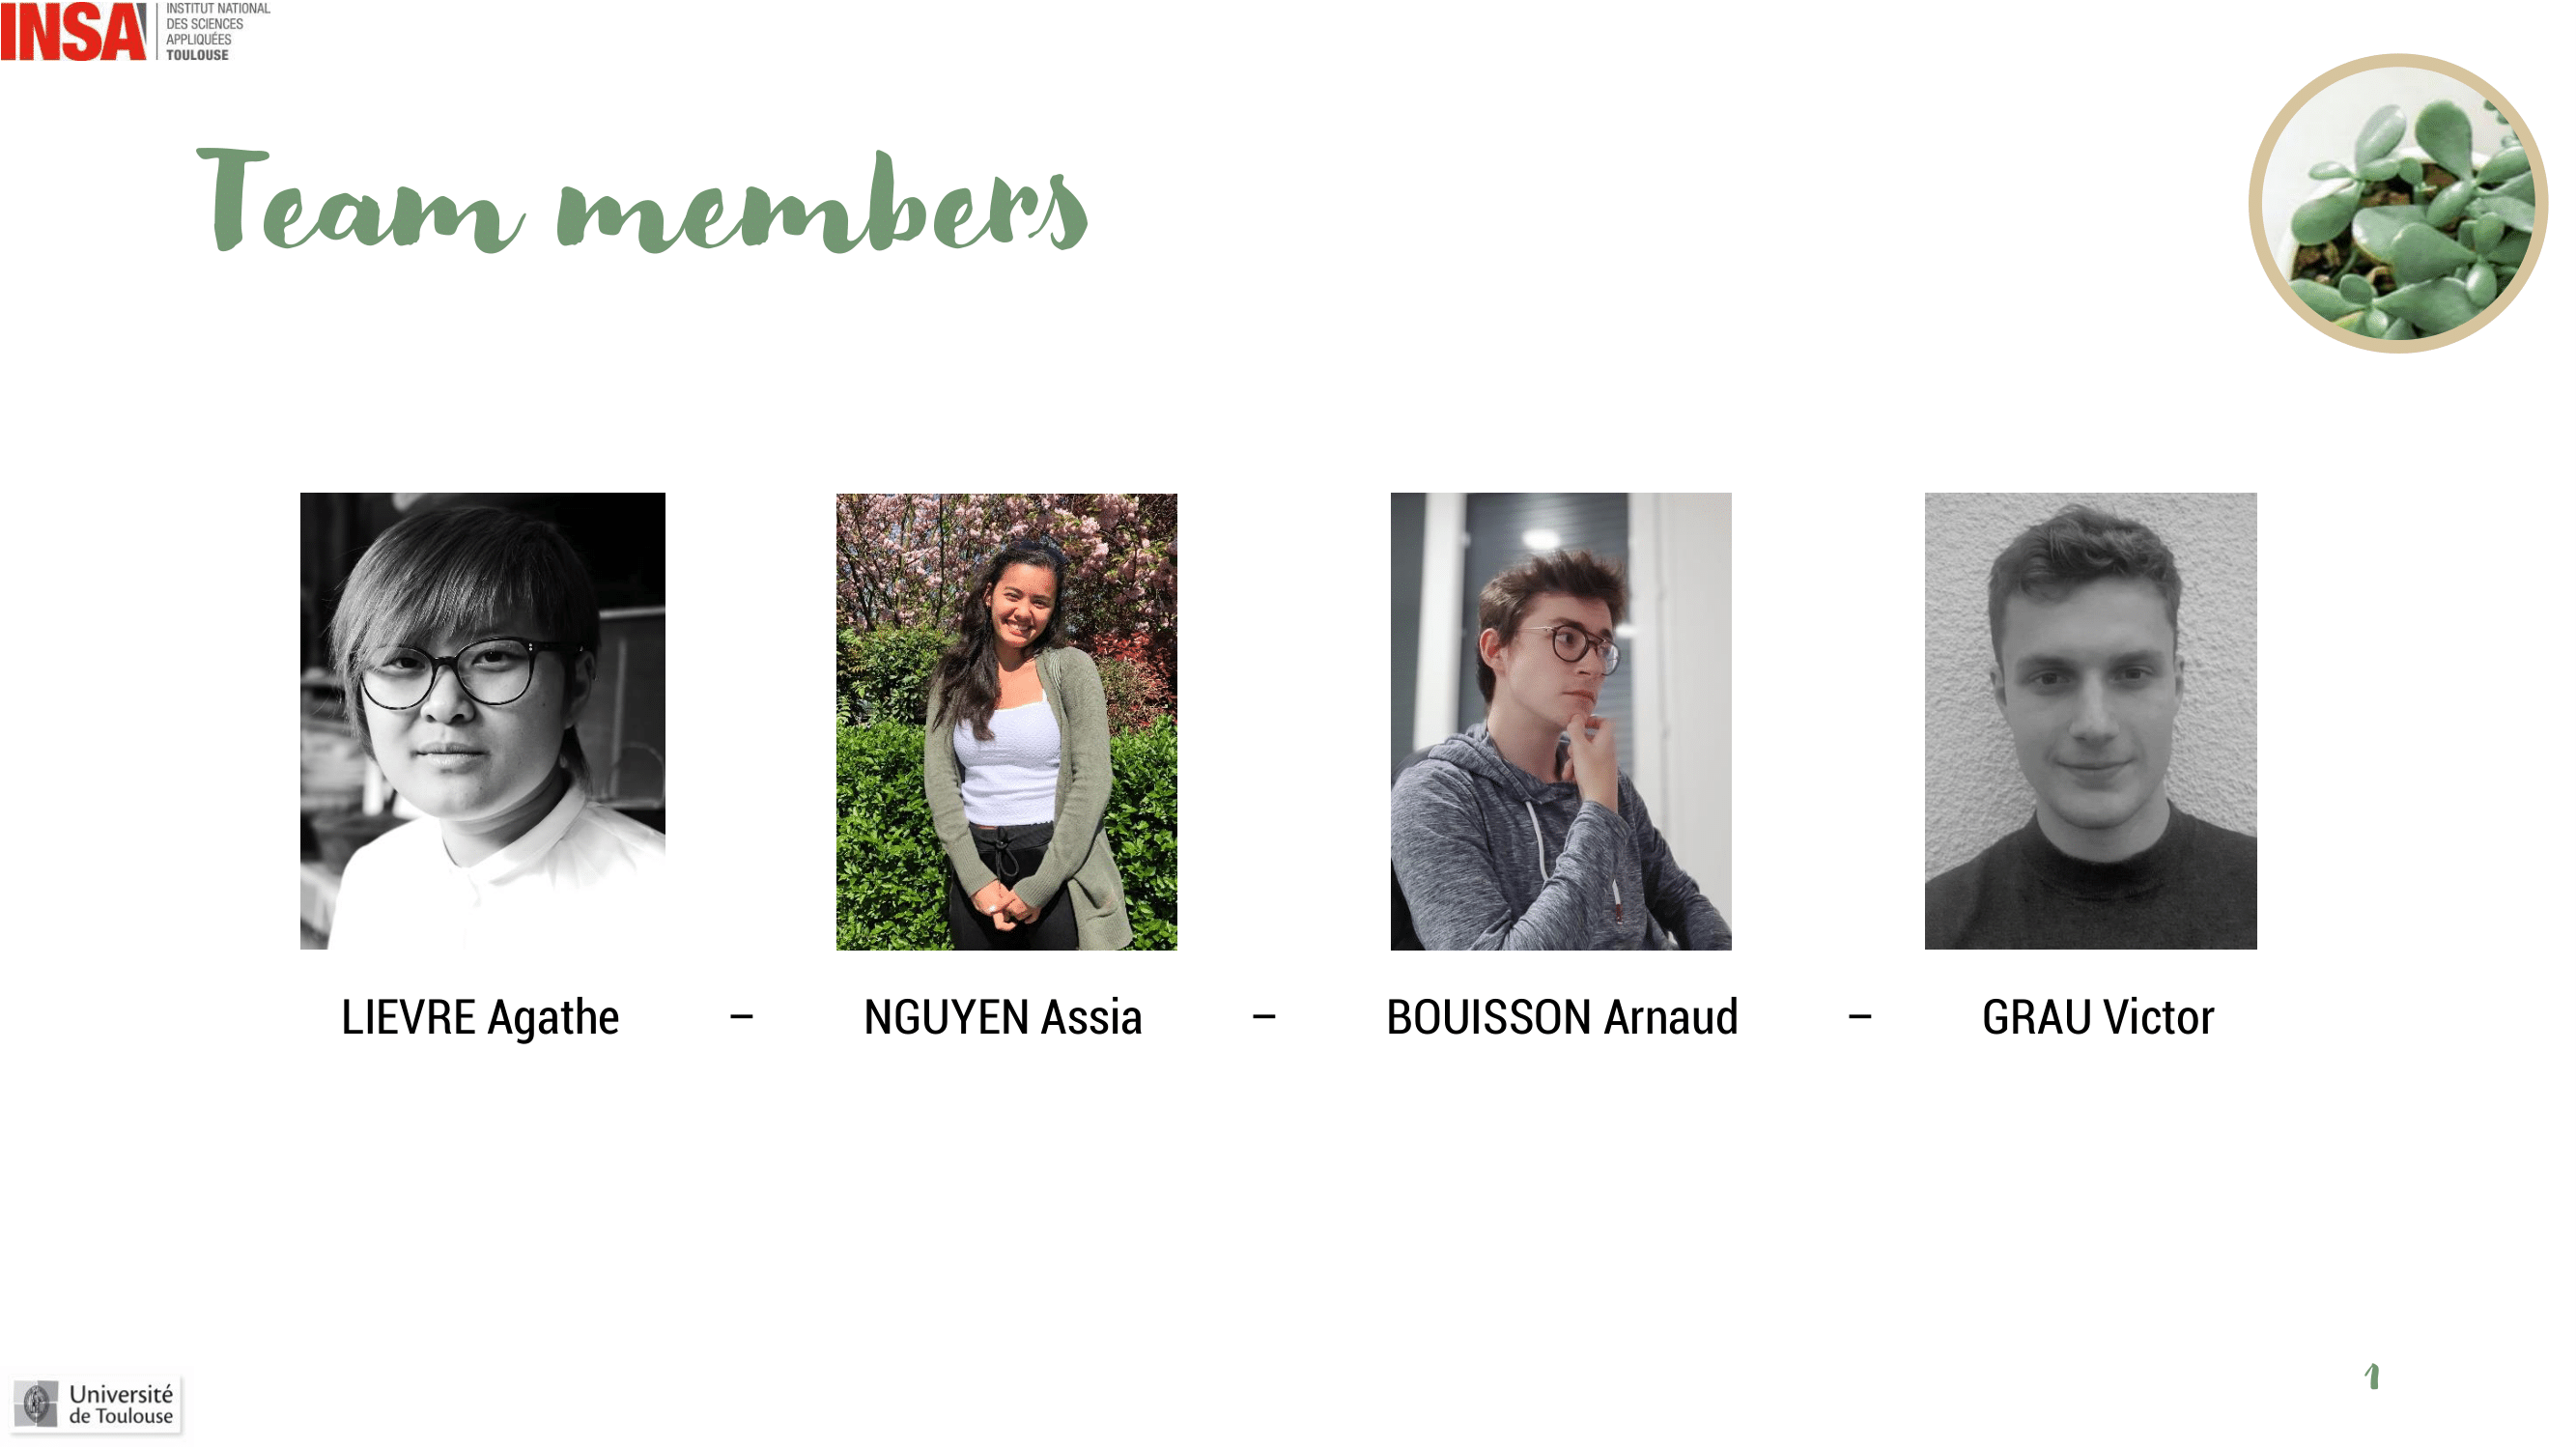 INSA
INSTITUT NATIONAL
DES SCIENCES
APPLIQUÉES
TOULOUSE
Team members
LIEVRE Agathe – NGUYEN Assia – BOUISSON Arnaud – GRAU Victor
Université
de Toulouse
1